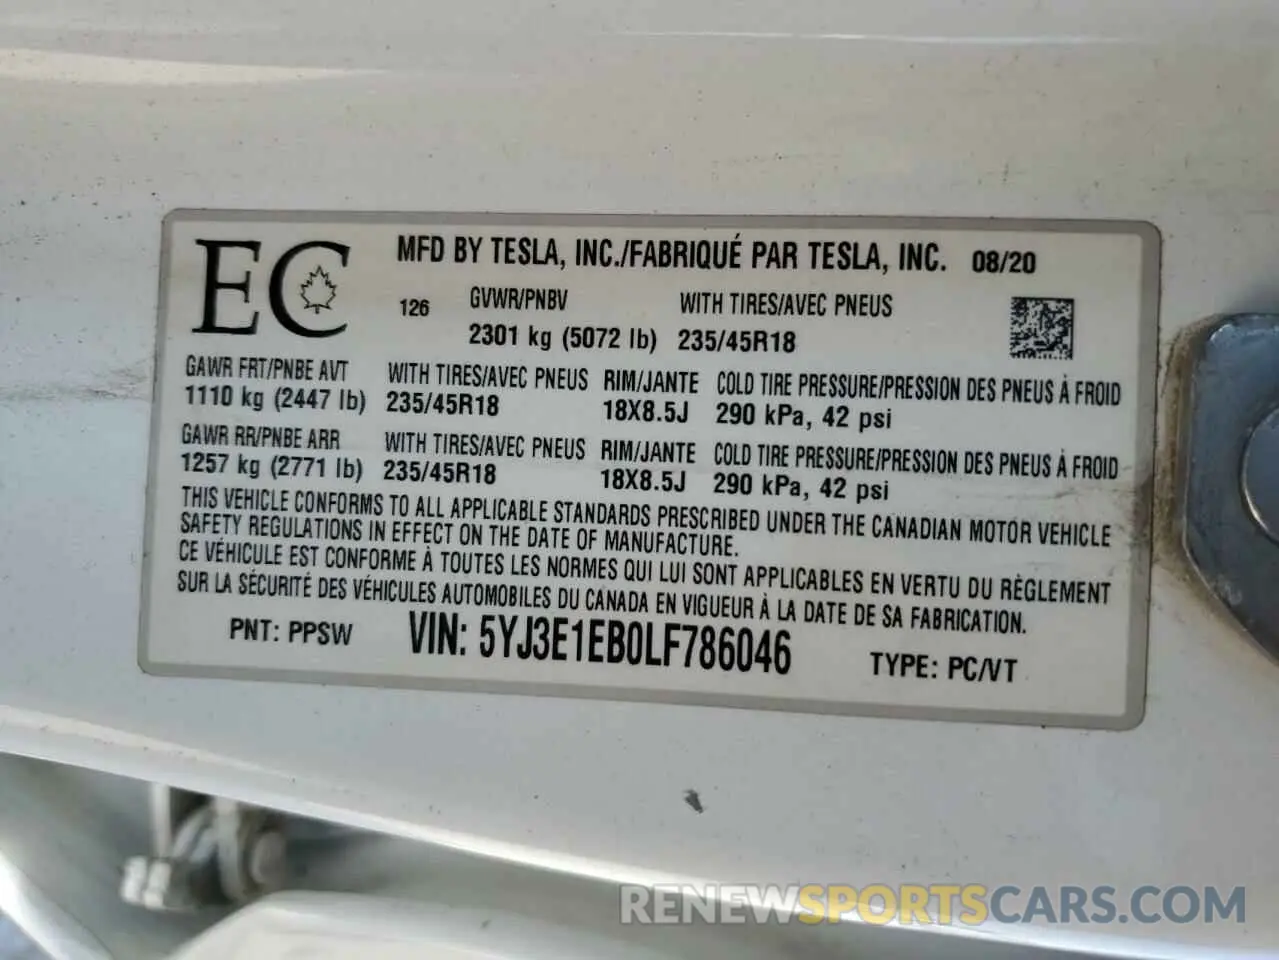 EC
MFD BY TESLA, INC./FABRIQUÉ PAR TESLA, INC. 08/20
126 GVWR/PNBV WITH TIRES/AVEC PNEUS
2301 kg (5072 lb) 235/45R18
GAWR FRT/PNBE AVT WITH TIRES/AVEC PNEUS RIM/JANTE COLD TIRE PRESSURE/PRESSION DES PNEUS À FROID
1110 kg (2447 lb) 235/45R18 18X8.5J 290 kPa, 42 psi
GAWR RR/PNBE ARR WITH TIRES/AVEC PNEUS RIM/JANTE COLD TIRE PRESSURE/PRESSION DES PNEUS À FROID
1257 kg (2771 lb) 235/45R18 18X8.5J 290 kPa, 42 psi
THIS VEHICLE CONFORMS TO ALL APPLICABLE STANDARDS PRESCRIBED UNDER THE CANADIAN MOTOR VEHICLE
SAFETY REGULATIONS IN EFFECT ON THE DATE OF MANUFACTURE.
CE VÉHICULE EST CONFORME À TOUTES LES NORMES QUI LUI SONT APPLICABLES EN VERTU DU RÈGLEMENT
SUR LA SÉCURITÉ DES VÉHICULES AUTOMOBILES DU CANADA EN VIGUEUR À LA DATE DE SA FABRICATION.
PNT: PPSW VIN: 5YJ3E1EB0LF786046 TYPE: PC/VT
RENEWSPORTSCARS.COM